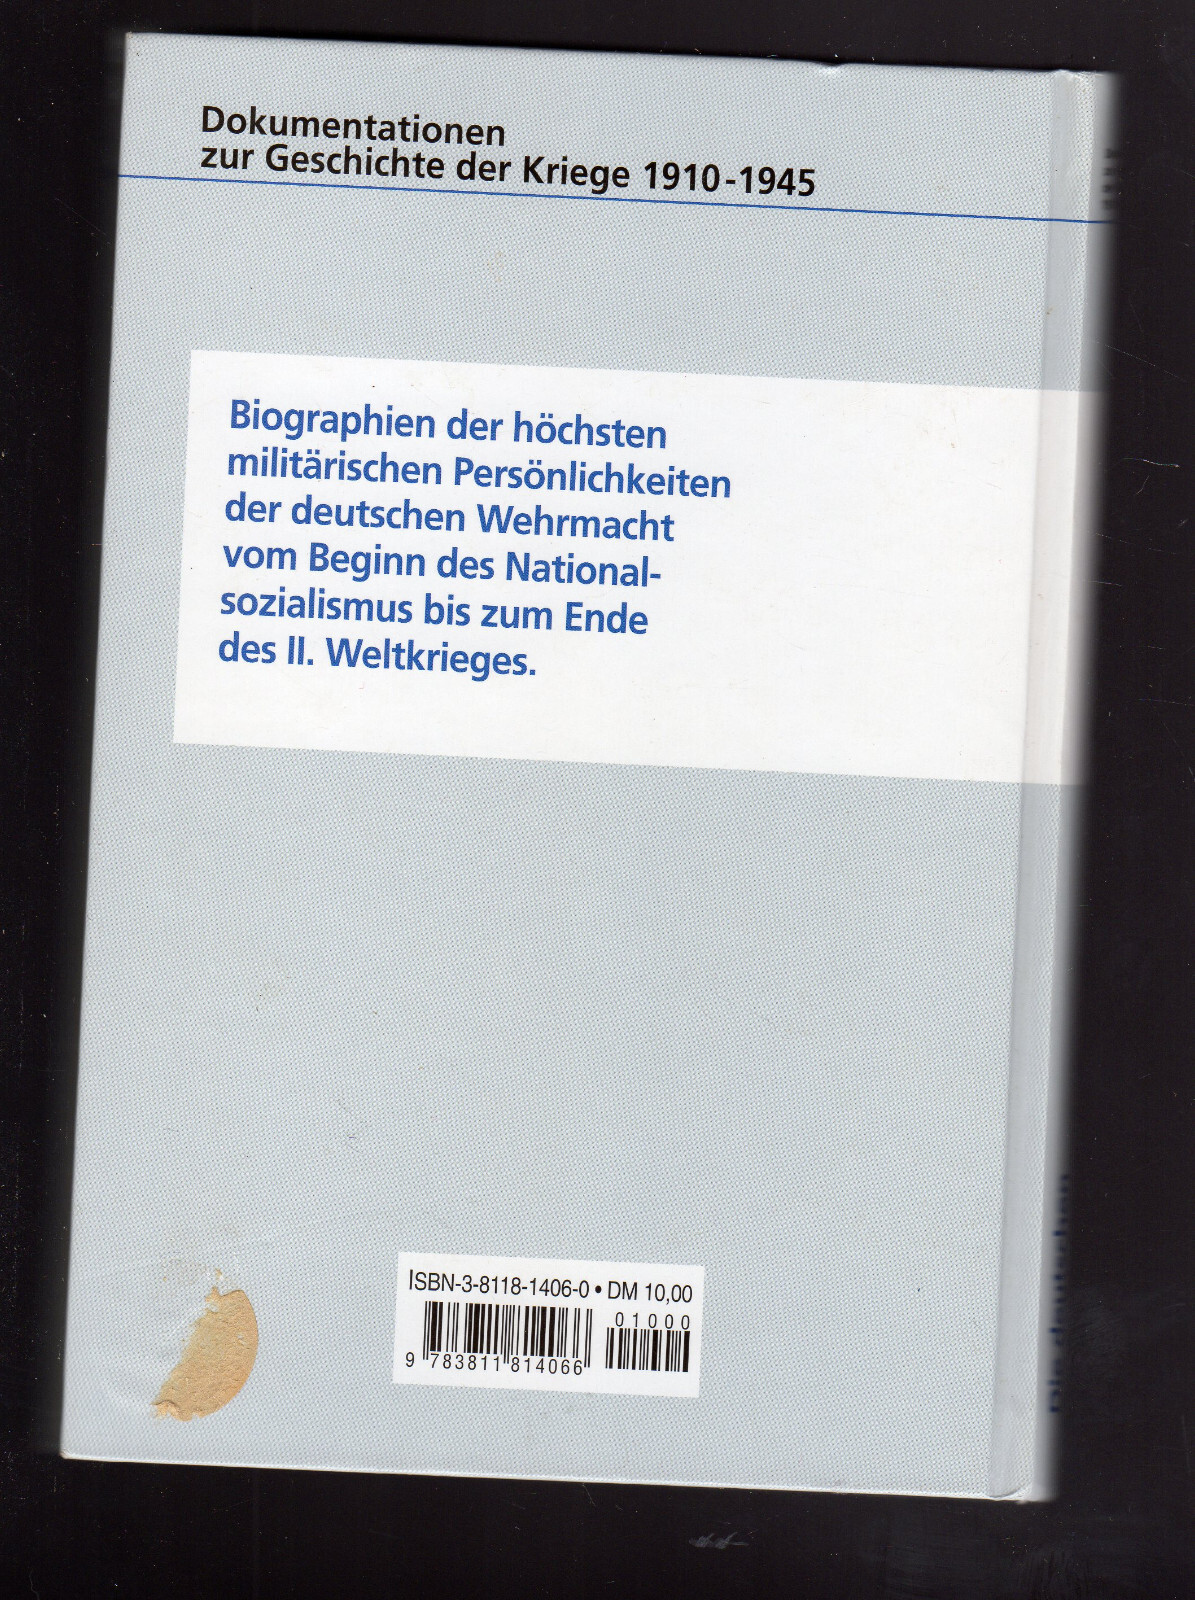 Dokumentationen
zur Geschichte der Kriege 1910-1945
Biographien der höchsten
militärischen Persönlichkeiten
der deutschen Wehrmacht
vom Beginn des National-
sozialismus bis zum Ende
des II. Weltkrieges.
ISBN-3-8118-1406-0 • DM 10,00
01000
9 783811 814066
Die deutschen